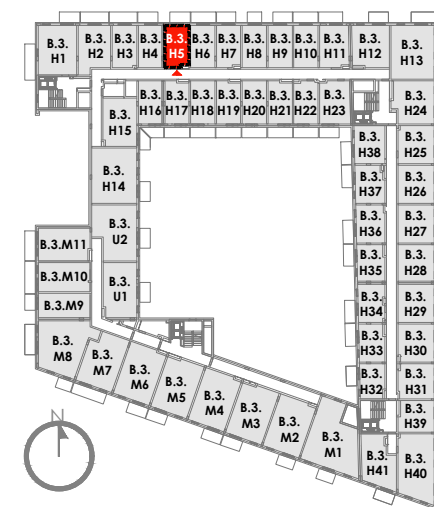 B.3.
H1
B.3.
H2
B.3.
H3
B.3.
H4
B.3.
H5
B.3.
H6
B.3.
H7
B.3.
H8
B.3.
H9
B.3.
H10
B.3.
H11
B.3.
H12
B.3.
H13
B.3.
H16
B.3.
H17
B.3.
H18
B.3.
H19
B.3.
H20
B.3.
H21
B.3.
H22
B.3.
H23
B.3.
H24
B.3.
H15
B.3.
H38
B.3.
H25
B.3.
H14
B.3.
H37
B.3.
H26
B.3.
U2
B.3.
H36
B.3.
H27
B.3.M11
B.3.
H35
B.3.
H28
B.3.M10
B.3.
U1
B.3.
H34
B.3.
H29
B.3.M9
B.3.
H33
B.3.
H30
B.3.
M8
B.3.
M7
B.3.
M6
B.3.
M5
B.3.
M4
B.3.
M3
B.3.
M2
B.3.
M1
B.3.
H32
B.3.
H31
B.3.
H39
B.3.
H41
B.3.
H40
N